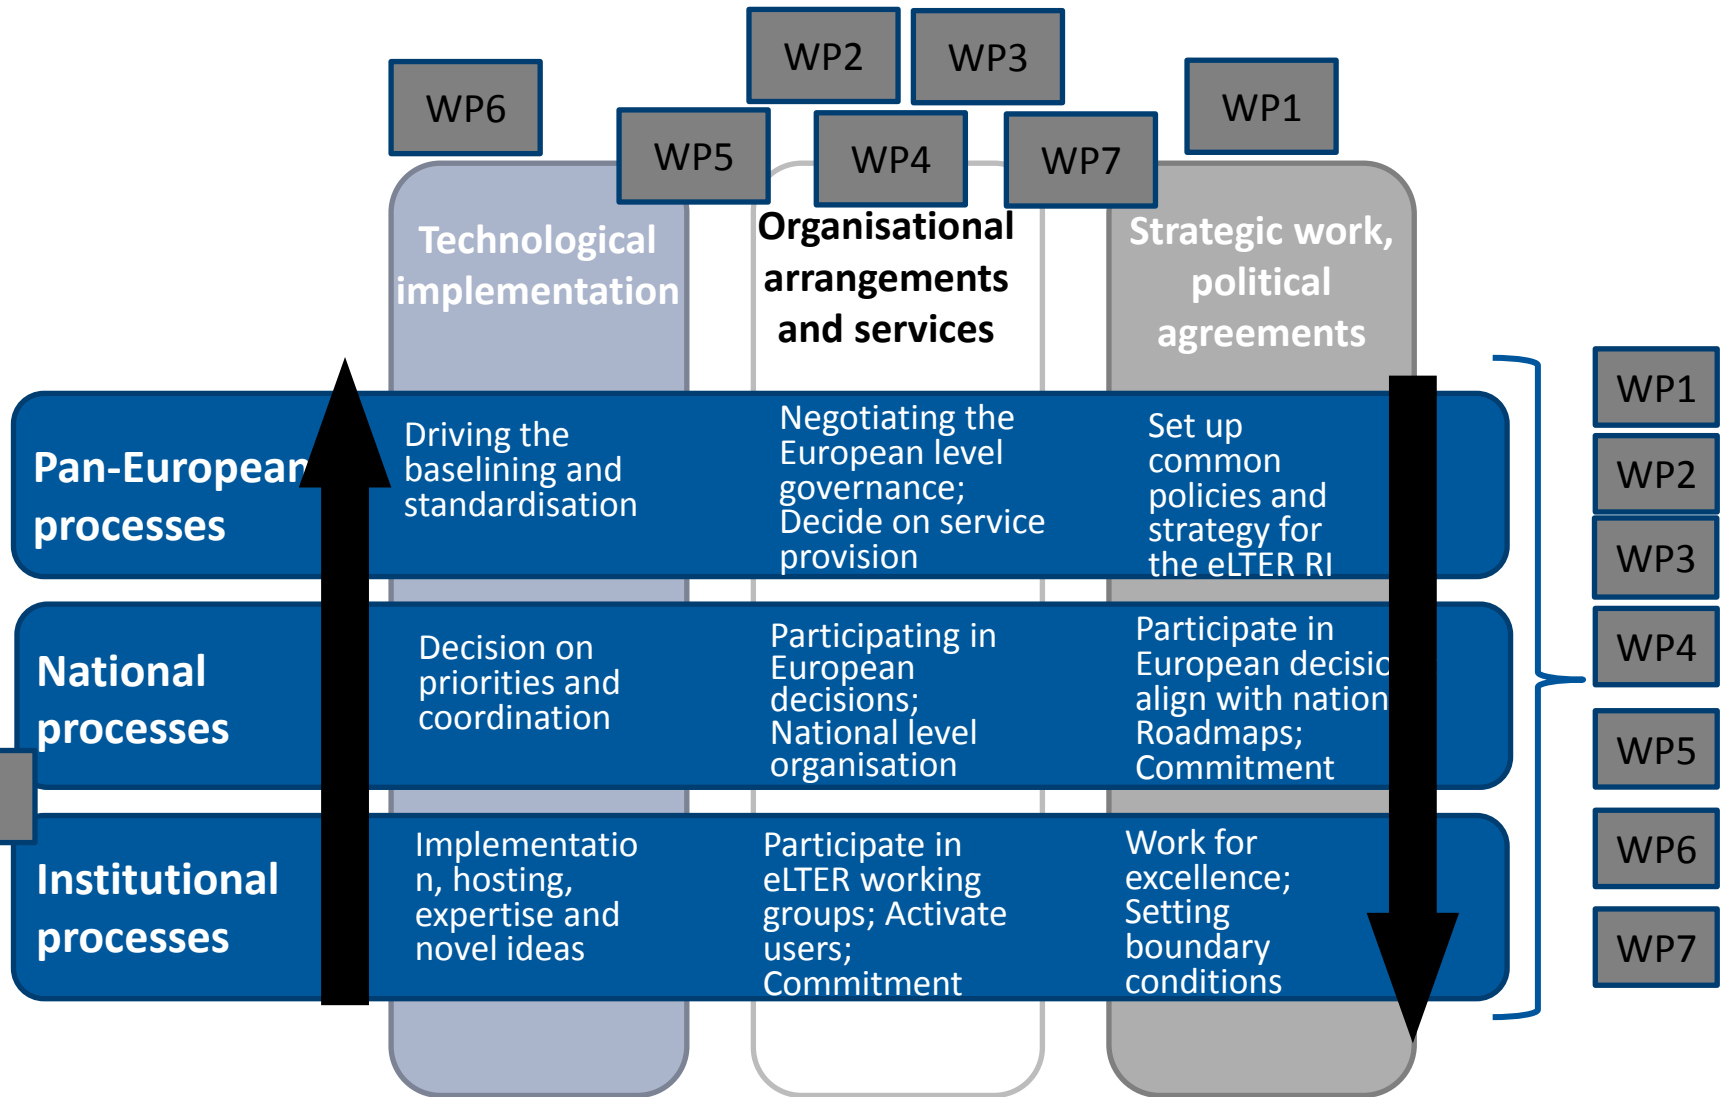 WP2
WP3
WP6
WP1
WP5
WP4
WP7
Technological
implementation
Organisational
arrangements
and services
Strategic work,
political
agreements
Pan-European
processes
Driving the
baselining and
standardisation
Negotiating the
European level
governance;
Decide on service
provision
Set up
common
policies and
strategy for
the eLTER RI
National
processes
Decision on
priorities and
coordination
Participating in
European
decisions;
National level
organisation
Participate in
European decisio
align with nation
Roadmaps;
Commitment
Institutional
processes
Implementatio
n, hosting,
expertise and
novel ideas
Participate in
eLTER working
groups; Activate
users;
Commitment
Work for
excellence;
Setting
boundary
conditions
WP1
WP2
WP3
WP4
WP5
WP6
WP7